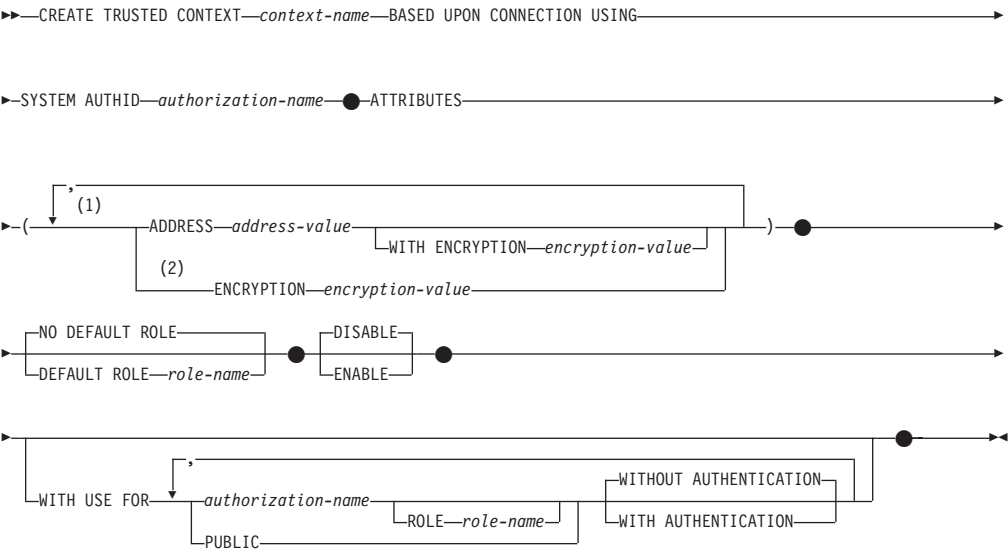 CREATE TRUSTED CONTEXT context-name BASED UPON CONNECTION USING
SYSTEM AUTHID authorization-name ATTRIBUTES
,
(1)
( ADDRESS address-value )
WITH ENCRYPTION encryption-value
(2)
ENCRYPTION encryption-value
NO DEFAULT ROLE DISABLE
DEFAULT ROLE role-name ENABLE
,
WITHOUT AUTHENTICATION
WITH USE FOR authorization-name
ROLE role-name WITH AUTHENTICATION
PUBLIC